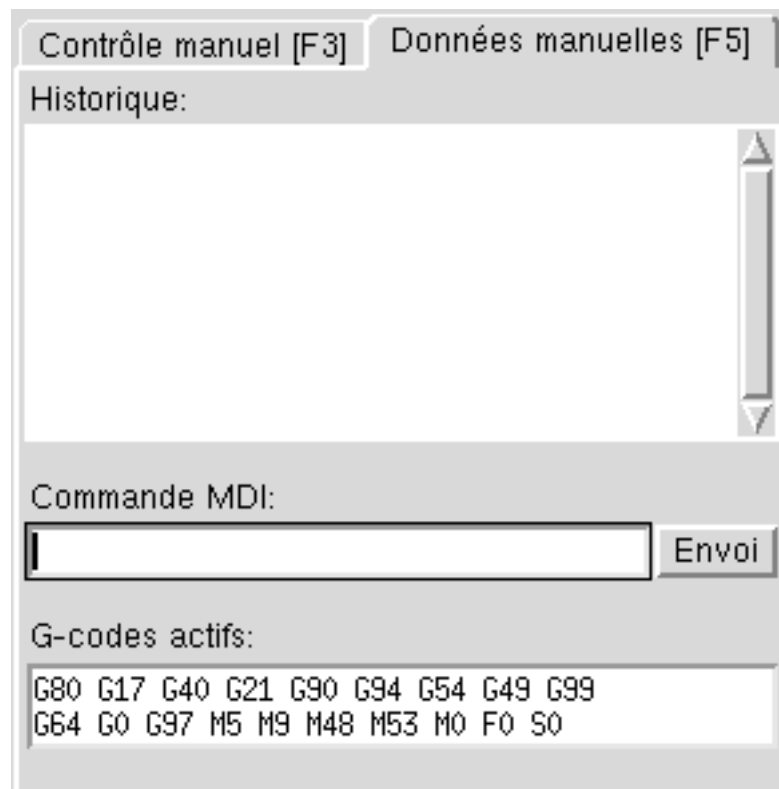 Contrôle manuel [F3] Données manuelles [F5]
Historique:
Commande MDI:
Envoi
G-codes actifs:
G80 G17 G40 G21 G90 G94 G54 G49 G99
G64 G0 G97 M5 M9 M48 M53 M0 F0 S0